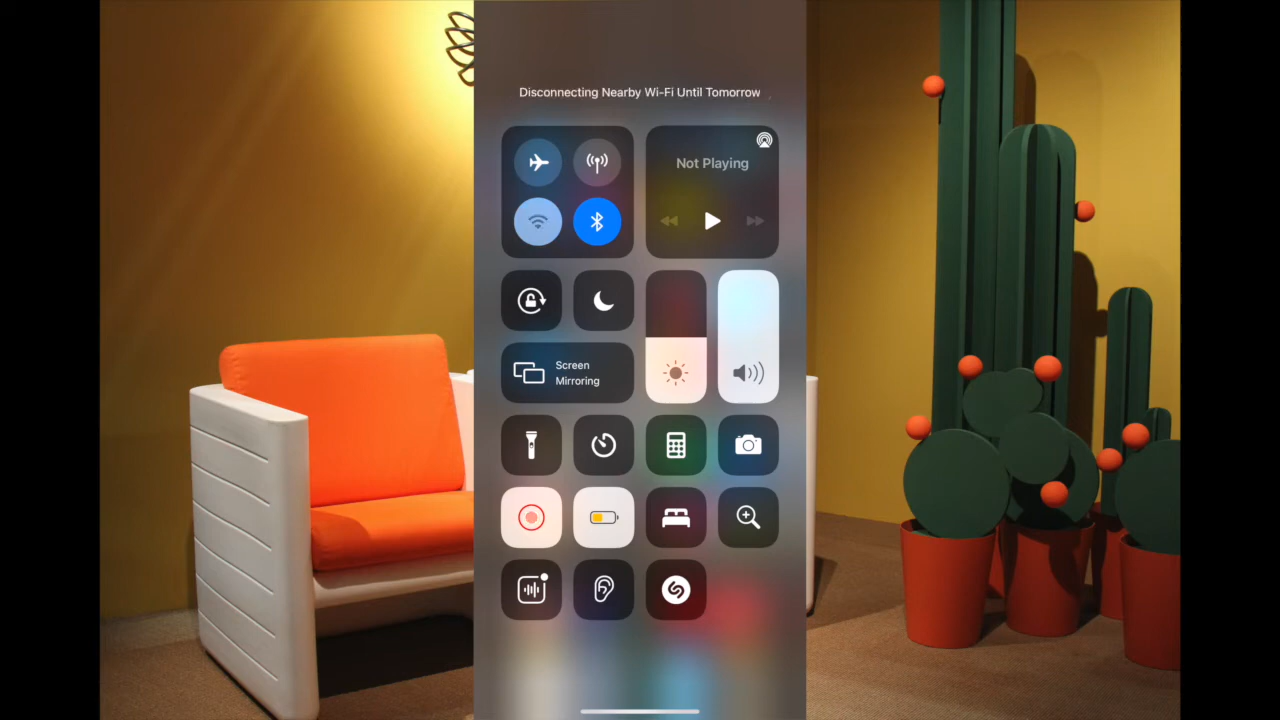 Disconnecting Nearby Wi-Fi Until Tomorrow
Not Playing
Screen
Mirroring